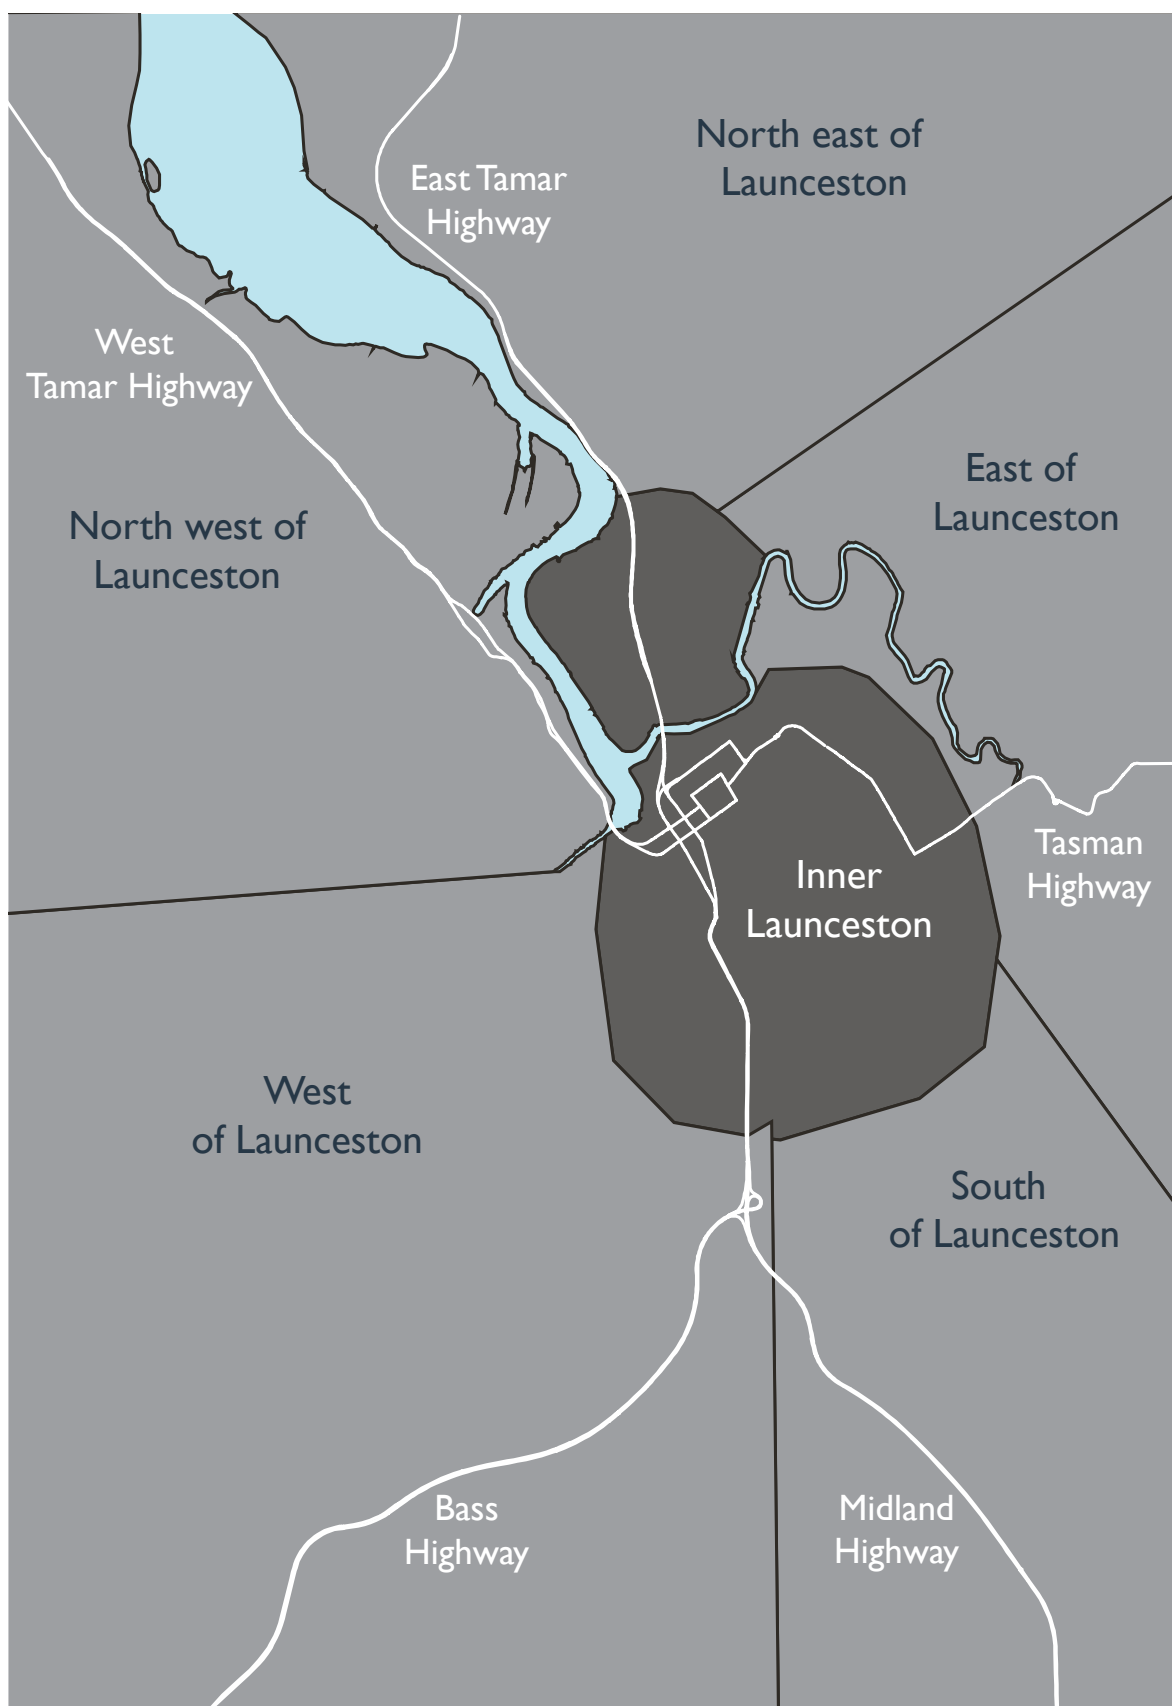 North east of
Launceston
East Tamar
Highway
West
Tamar Highway
East of
Launceston
North west of
Launceston
Tasman
Highway
Inner
Launceston
West
of Launceston
South
of Launceston
Bass
Highway
Midland
Highway